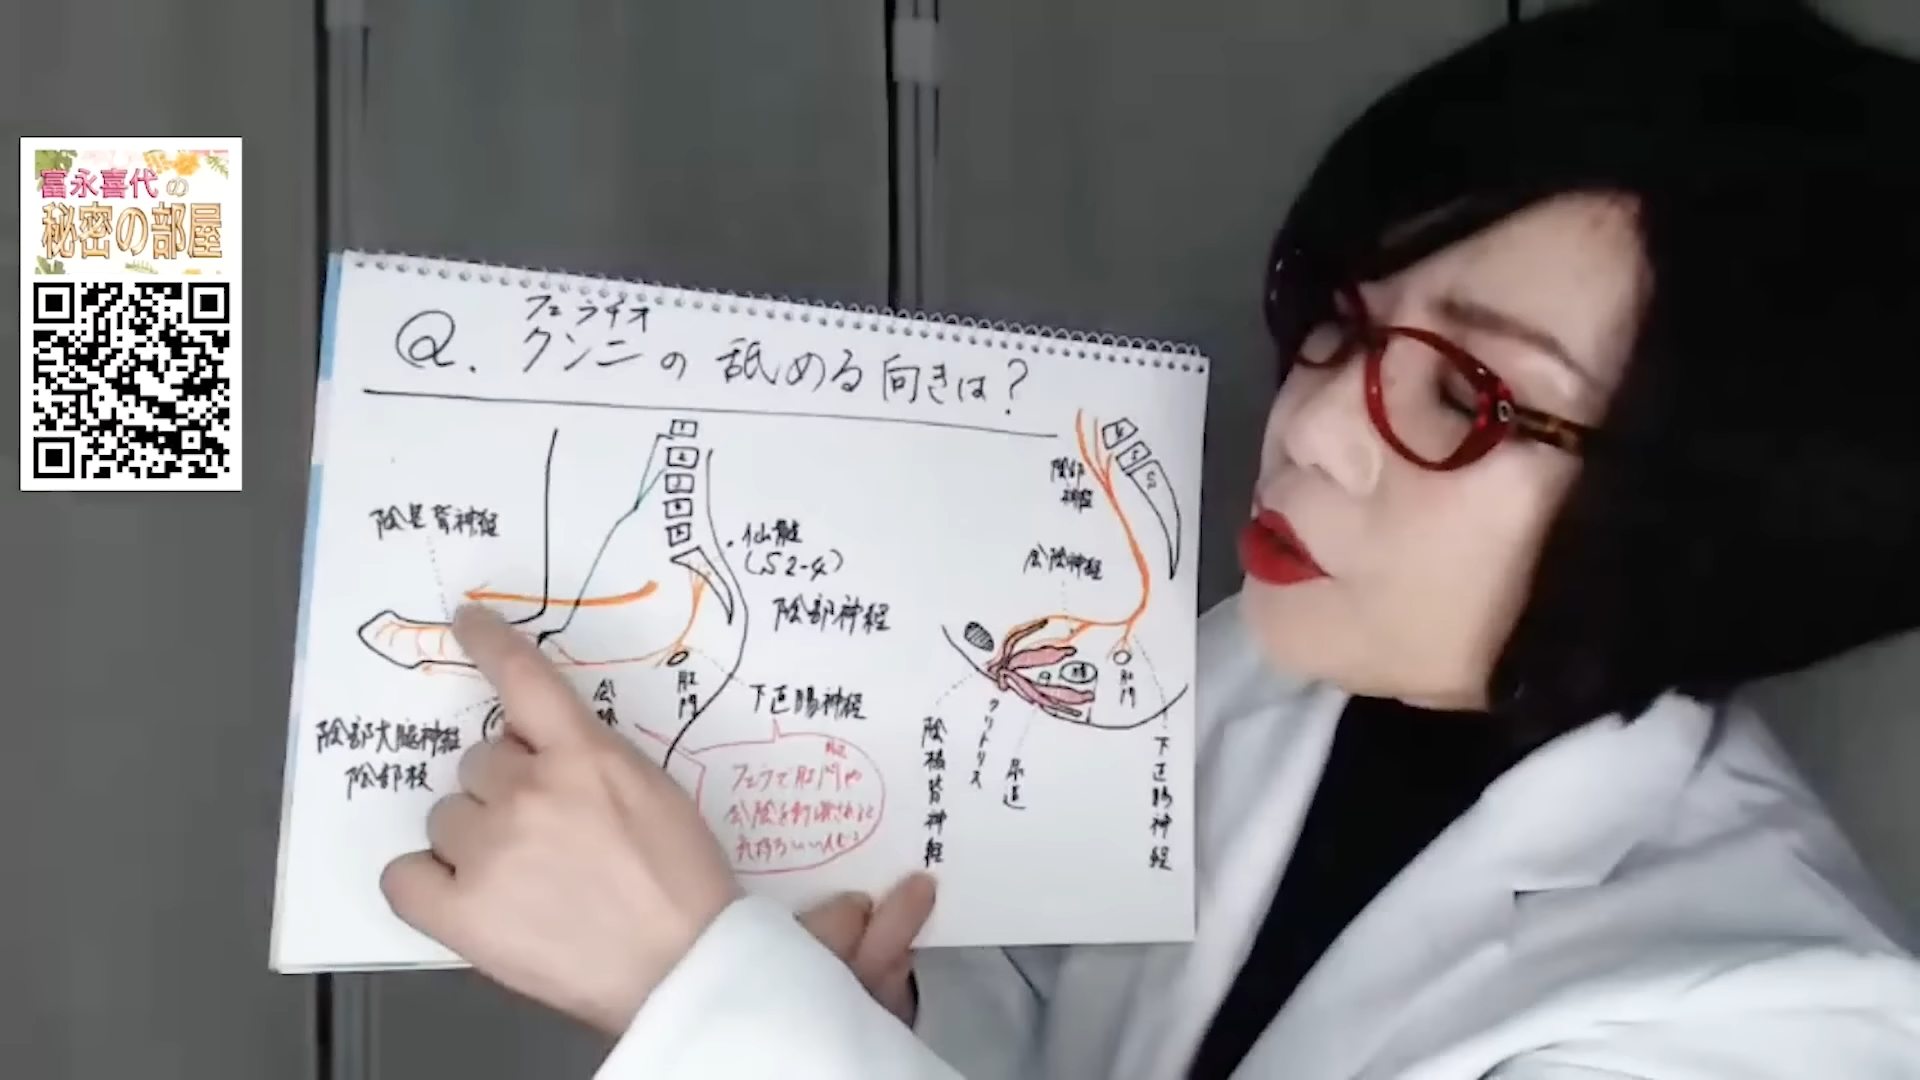 富永喜代の
秘密の部屋
フェラチオ
Q. クンニの舐める向きは?
陰茎背神経
仙髄
(S2-4)
陰部神経
肛門
下直腸神経
陰部大腿神経
陰部枝
会陰
フェラで肛門や
会陰を刺激されると
気持ちいい人も?
陰部
神経
会陰神経
肛門
クリトリス
尿道
陰核背神経
下直腸神経